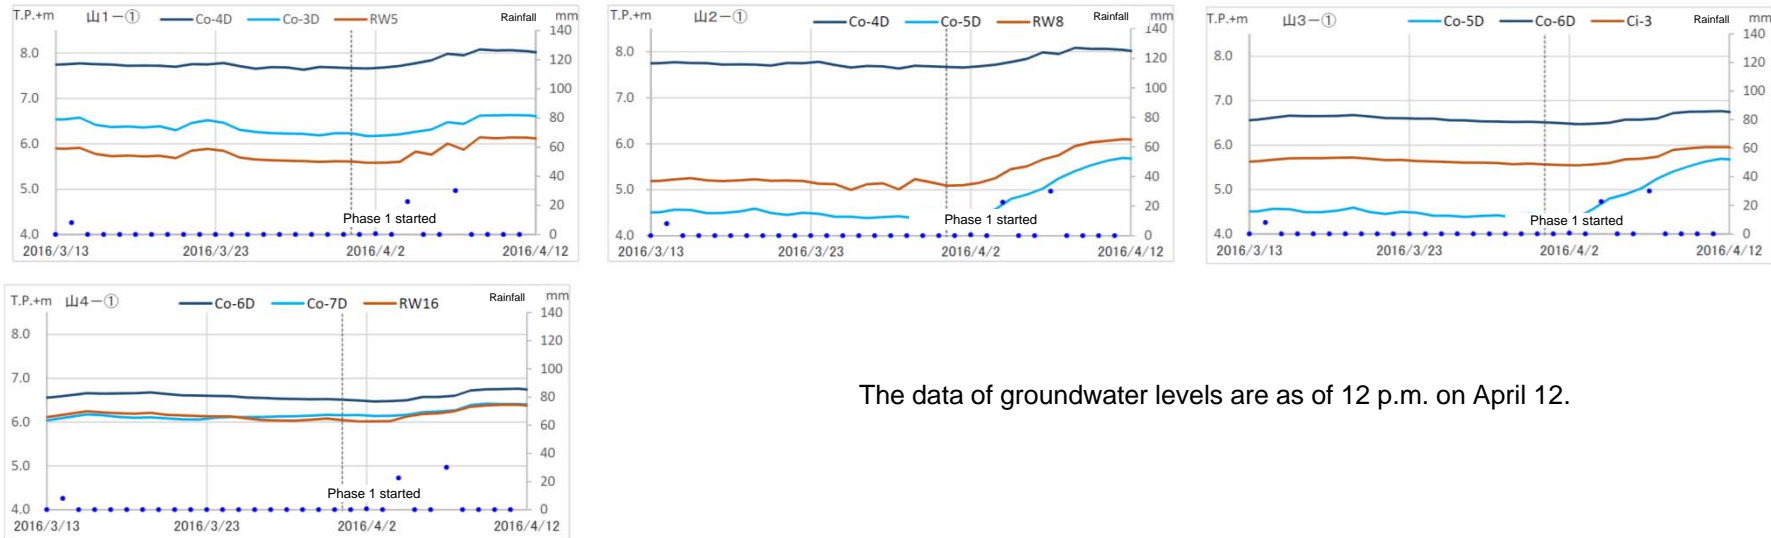 T.P.+m 山1-① Co-4D Co-3D RW5 Rainfall mm
8.0 140
7.0 120
6.0 100
5.0 80
4.0 60
40
20
0
Phase 1 started
2016/3/13 2016/3/23 2016/4/2 2016/4/12
T.P.+m 山2-① Co-4D Co-5D RW8 Rainfall mm
8.0 140
7.0 120
6.0 100
5.0 80
4.0 60
40
20
0
Phase 1 started
2016/3/13 2016/3/23 2016/4/2 2016/4/12
T.P.+m 山3-① Co-5D Co-6D Ci-3 Rainfall mm
8.0 140
7.0 120
6.0 100
5.0 80
4.0 60
40
20
0
Phase 1 started
2016/3/13 2016/3/23 2016/4/2 2016/4/12
T.P.+m 山4-① Co-6D Co-7D RW16 Rainfall mm
8.0 140
7.0 120
6.0 100
5.0 80
4.0 60
40
20
0
Phase 1 started
2016/3/13 2016/3/23 2016/4/2 2016/4/12
The data of groundwater levels are as of 12 p.m. on April 12.